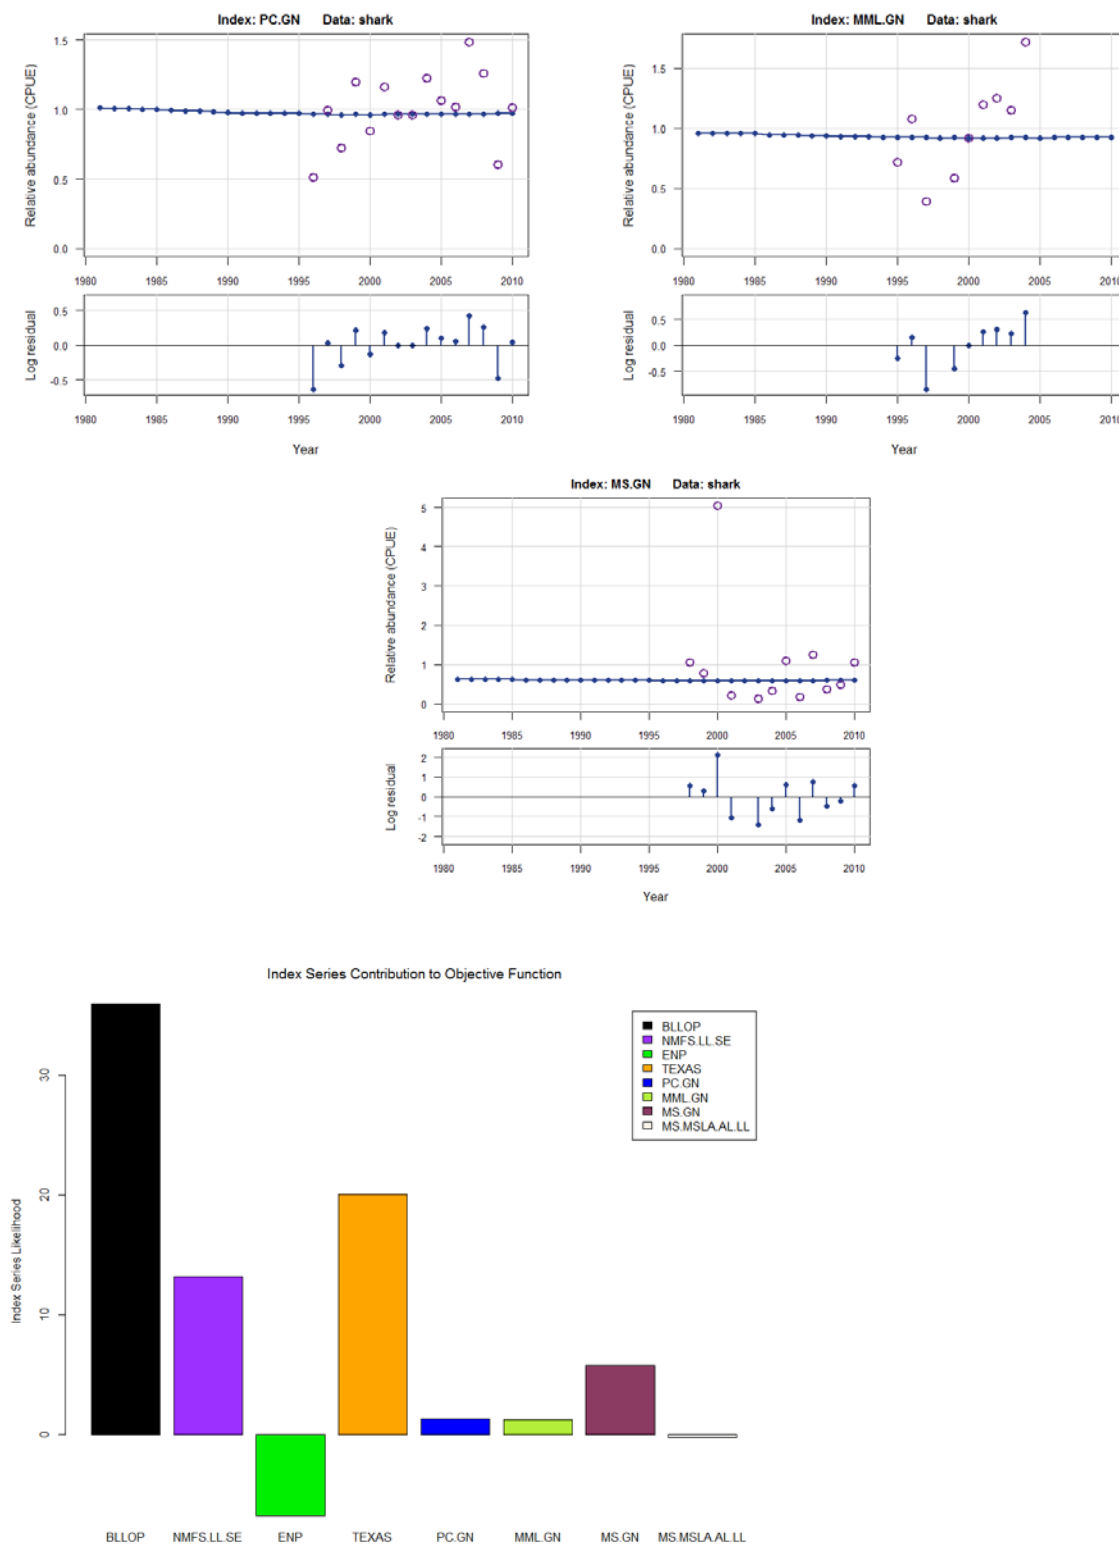 Index: PC.GN Data: shark
Relative abundance (CPUE)
1.5
1.0
0.5
0.0
1980 1985 1990 1995 2000 2005 2010
Log residual
0.5
0.0
-0.5
1980 1985 1990 1995 2000 2005 2010
Year
Index: MML.GN Data: shark
Relative abundance (CPUE)
1.5
1.0
0.5
0.0
1980 1985 1990 1995 2000 2005 2010
Log residual
0.5
0.0
-0.5
1980 1985 1990 1995 2000 2005 2010
Year
Index: MS.GN Data: shark
Relative abundance (CPUE)
5
4
3
2
1
0
1980 1985 1990 1995 2000 2005 2010
Log residual
2
1
0
-1
-2
1980 1985 1990 1995 2000 2005 2010
Year
Index Series Contribution to Objective Function
Index Series Likelihood
30
20
10
0
BLLOP
NMFS.LL.SE
ENP
TEXAS
PC.GN
MML.GN
MS.GN
MS.MSLA.AL.LL
BLLOP NMFS.LL.SE ENP TEXAS PC.GN MML.GN MS.GN MS.MSLA.AL.LL